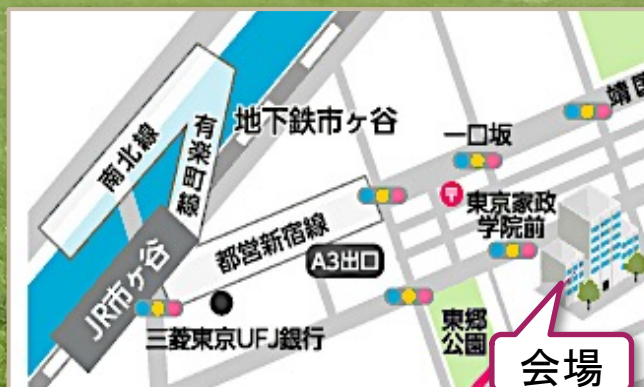 靖
南北線
有楽町線
地下鉄市ヶ谷
一口坂
〒
東京家政
学院前
都営新宿線
A3出口
JR市ヶ谷
三菱東京UFJ銀行
東郷
公園
会場